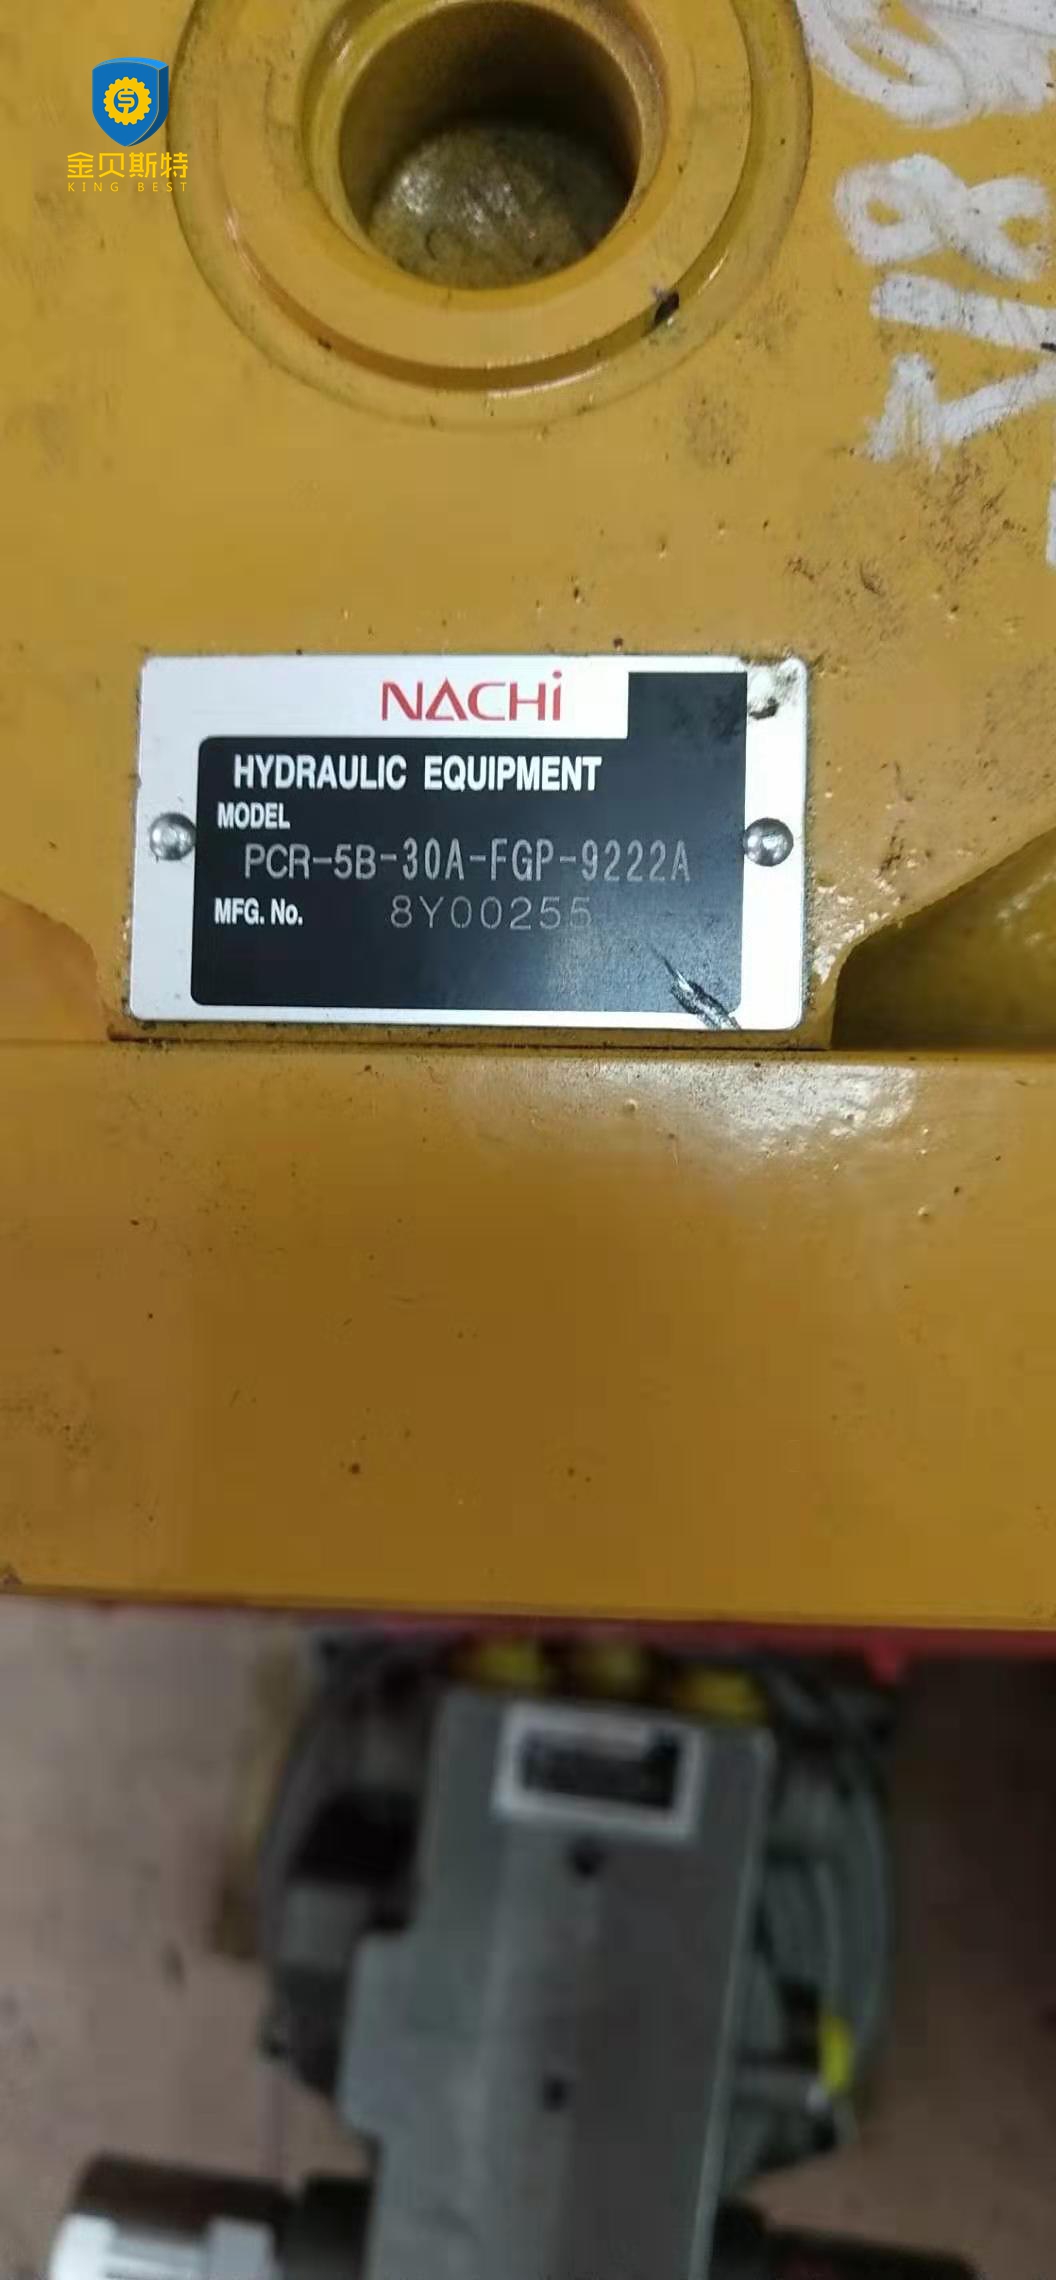 金贝斯特
KING BEST
NACHi
HYDRAULIC EQUIPMENT
MODEL
PCR-5B-30A-FGP-9222A
MFG. No. 8Y00255